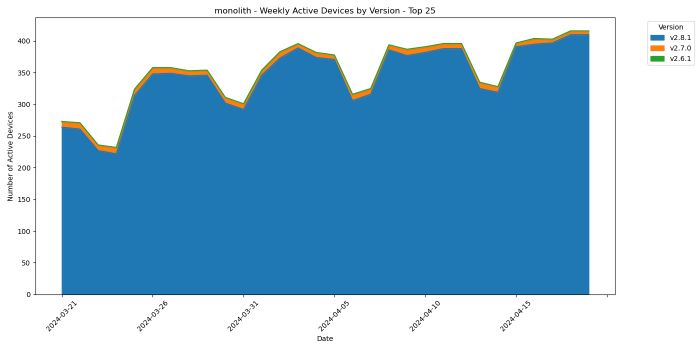 monolith - Weekly Active Devices by Version - Top 25
Version
v2.8.1
v2.7.0
v2.6.1
Number of Active Devices
400
350
300
250
200
150
100
50
0
2024-03-21
2024-03-26
2024-03-31
2024-04-05
2024-04-10
2024-04-15
Date